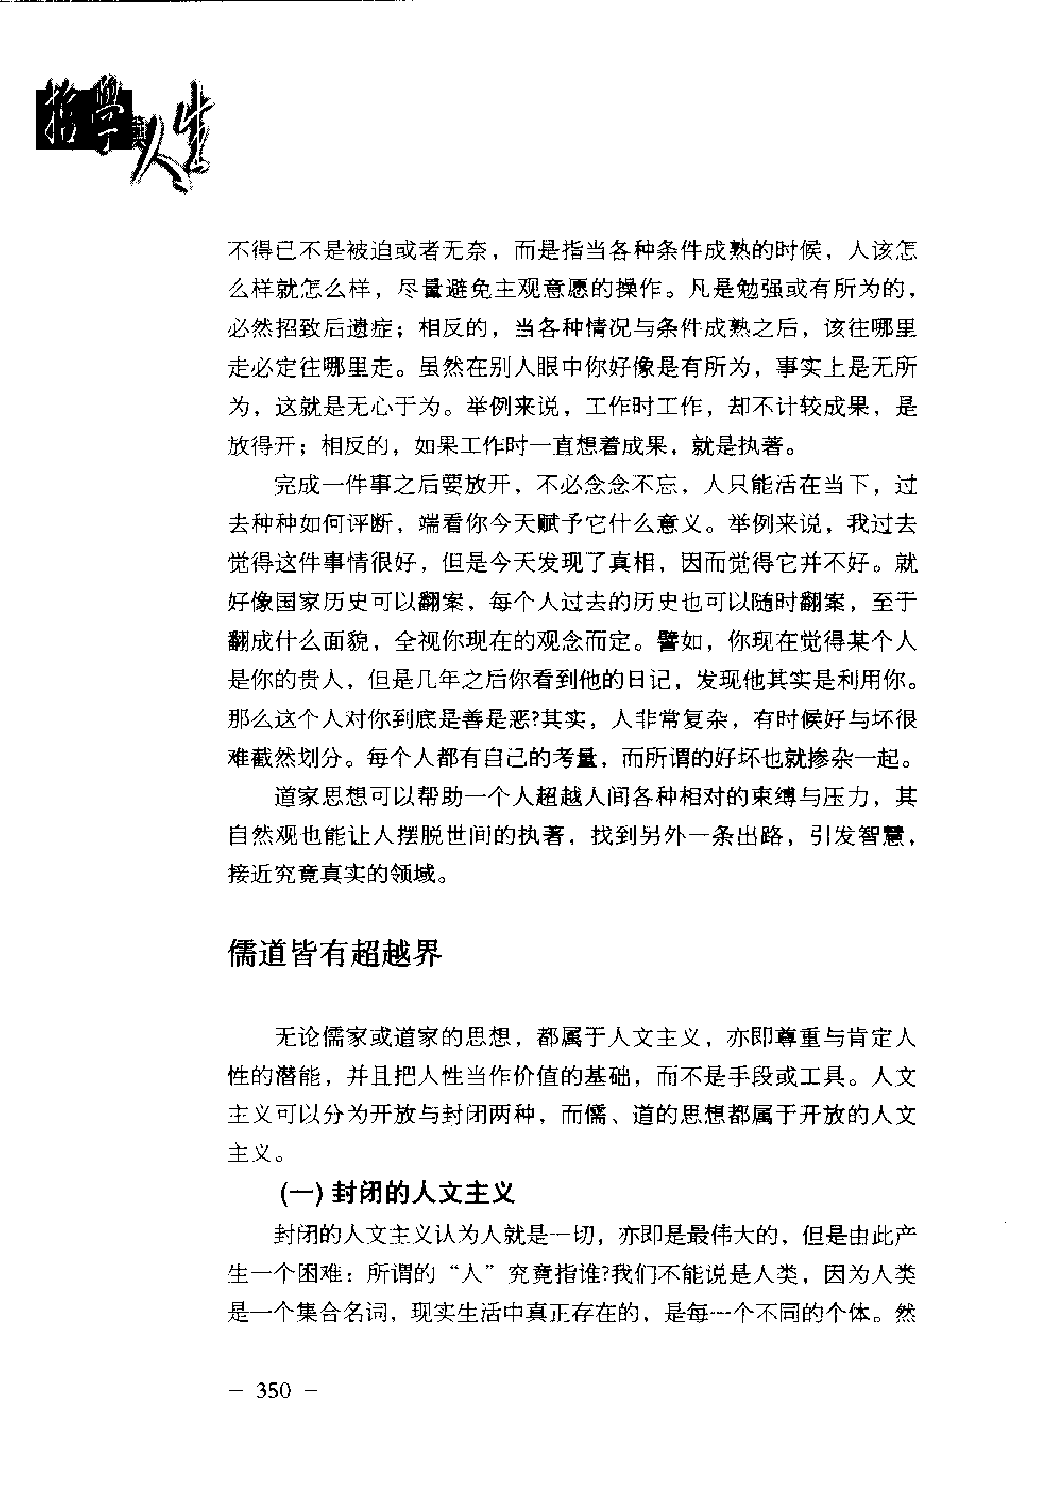 哲學與人生
不得已不是被迫或者无奈，而是指当各种条件成熟的时候，人该怎
么样就怎么样，尽量避免主观意愿的操作。凡是勉强或有所为的，
必然招致后遗症；相反的，当各种情况与条件成熟之后，该往哪里
走必定往哪里走。虽然在别人眼中你好像是有所为，事实上是无所
为，这就是无心于为。举例来说，工作时工作，却不计较成果，是
放得开；相反的，如果工作时一直想着成果，就是执著。
完成一件事之后要放开，不必念念不忘，人只能活在当下，过
去种种如何评断，端看你今天赋予它什么意义。举例来说，我过去
觉得这件事情很好，但是今天发现了真相，因而觉得它并不好。就
好像国家历史可以翻案，每个人过去的历史也可以随时翻案，至于
翻成什么面貌，全视你现在的观念而定。譬如，你现在觉得某个人
是你的贵人，但是几年之后你看到他的日记，发现他其实是利用你。
那么这个人对你到底是善是恶?其实，人非常复杂，有时候好与坏很
难截然划分。每个人都有自己的考量，而所谓的好坏也就掺杂一起。
道家思想可以帮助一个人超越人间各种相对的束缚与压力，其
自然观也能让人摆脱世间的执著，找到另外一条出路，引发智慧，
接近究竟真实的领域。
儒道皆有超越界
无论儒家或道家的思想，都属于人文主义，亦即尊重与肯定人
性的潜能，并且把人性当作价值的基础，而不是手段或工具。人文
主义可以分为开放与封闭两种，而儒、道的思想都属于开放的人文
主义。
(一) 封闭的人文主义
封闭的人文主义认为人就是一切，亦即是最伟大的，但是由此产
生一个困难：所谓的“人”究竟指谁?我们不能说是人类，因为人类
是一个集合名词，现实生活中真正存在的，是每一个不同的个体。然
－ 350 －